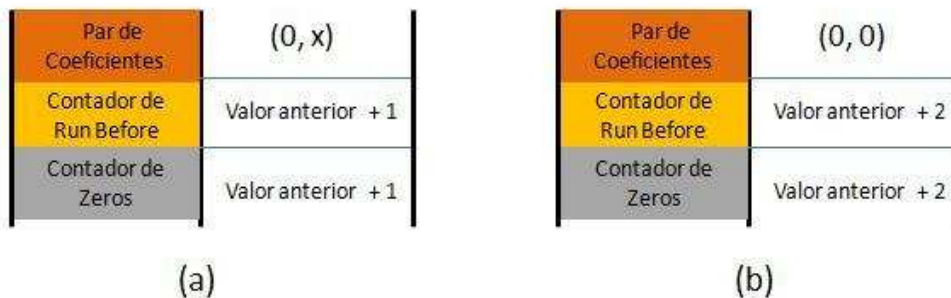 Par de
Coeficientes
(0, x)
Contador de
Run Before
Valor anterior + 1
Contador de
Zeros
Valor anterior + 1
(a)
Par de
Coeficientes
(0, 0)
Contador de
Run Before
Valor anterior + 2
Contador de
Zeros
Valor anterior + 2
(b)